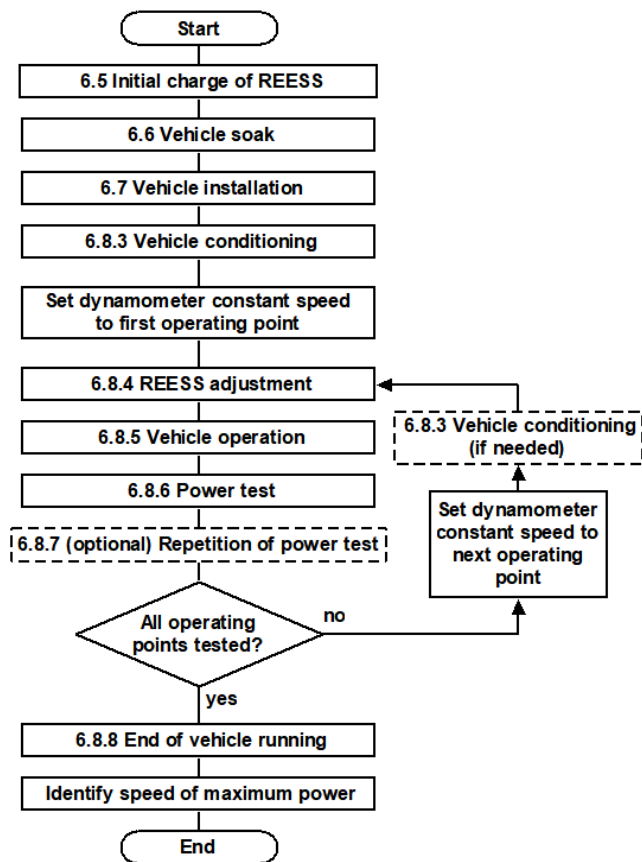 Start
6.5 Initial charge of REESS
6.6 Vehicle soak
6.7 Vehicle installation
6.8.3 Vehicle conditioning
Set dynamometer constant speed
to first operating point
6.8.4 REESS adjustment
6.8.5 Vehicle operation
6.8.6 Power test
6.8.7 (optional) Repetition of power test
All operating
points tested?
no
Set dynamometer
constant speed to
next operating
point
6.8.3 Vehicle conditioning
(if needed)
yes
6.8.8 End of vehicle running
Identify speed of maximum power
End